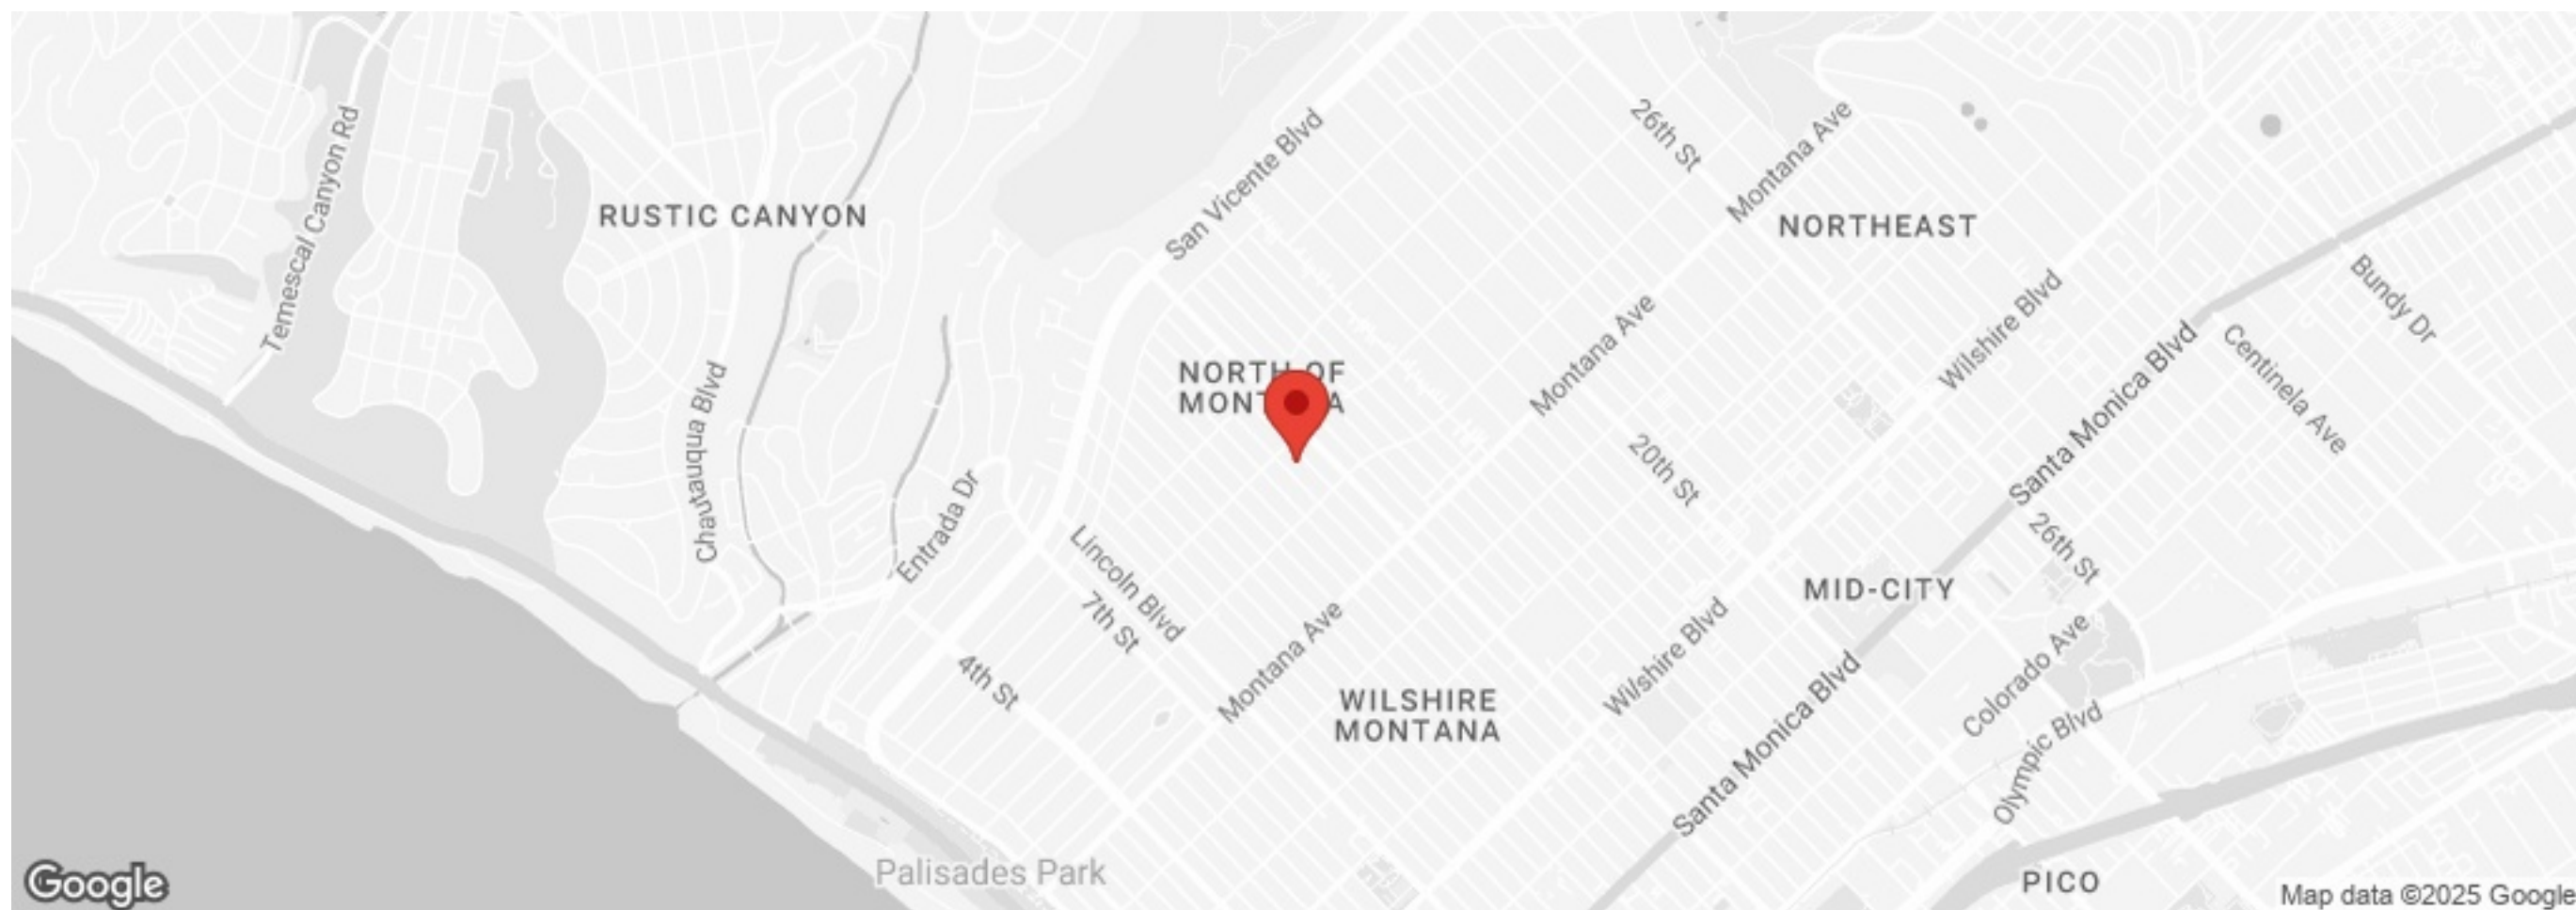 26th St
Montana Ave
San Vicente Blvd
Temescal Canyon Rd
RUSTIC CANYON
NORTHEAST
Bundy Dr
Wilshire Blvd
Centinela Ave
Santa Monica Blvd
NORTH OF
Montana Ave
Chautauqua Blvd
20th St
Entrada Dr
Lincoln Blvd
26th St
7th St
MID-CITY
Colorado Ave
Montana Ave
4th St
Wilshire Blvd
WILSHIRE
MONTANA
Santa Monica Blvd
Olympic Blvd
Palisades Park
PICO
Google
Map data ©2025 Google